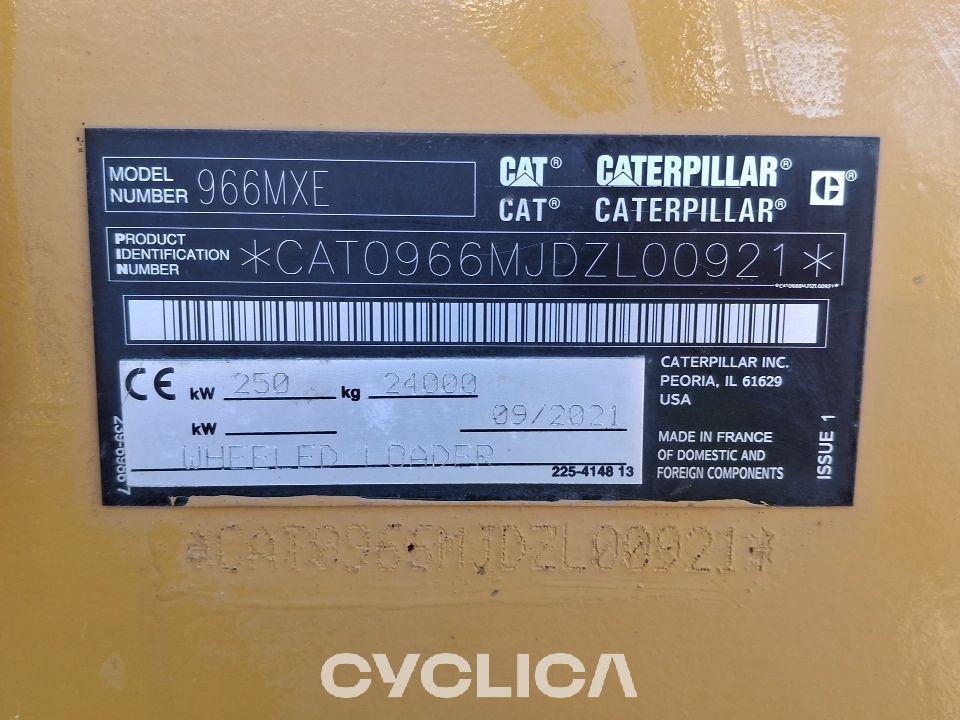 MODEL NUMBER 966MXE
CAT® CATERPILLAR®
CAT® CATERPILLAR®
PRODUCT IDENTIFICATION NUMBER *CAT0966MJDZL00921*
*CAT0966MJDZL00921*
CE kW 250 kg 24000
kW 09/2021
WHEELED LOADER
225-4148 13
CATERPILLAR INC.
PEORIA, IL 61629
USA
MADE IN FRANCE
OF DOMESTIC AND
FOREIGN COMPONENTS
ISSUE 1
*CAT0966MJDZL00921*
CYCLICA